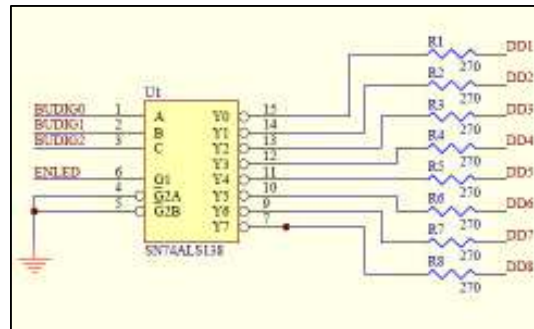 U1
BUDIG0 1 A Y0 15 R1 270 DD1
BUDIG1 2 B Y1 14 R2 270 DD2
BUDIG2 3 C Y2 13 R3 270 DD3
Y3 12 R4 270 DD4
ENLED 6 G1 Y4 11 R5 270 DD5
4 G2A Y5 10 R6 270 DD6
5 G2B Y6 9 R7 270 DD7
Y7 7 R8 270 DD8
SN74ALS138